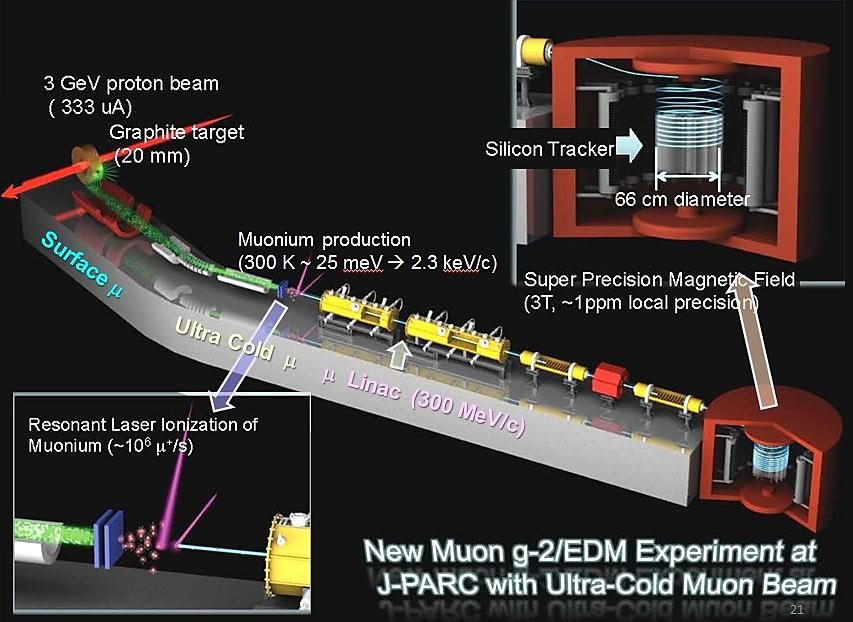 3 GeV proton beam
( 333 uA)
Graphite target
(20 mm)
Silicon Tracker
66 cm diameter
Muonium production
(300 K ~ 25 meV → 2.3 keV/c)
Super Precision Magnetic Field
(3T, ~1ppm local precision)
Surface μ
Ultra Cold μ
μ Linac (300 MeV/c)
Resonant Laser Ionization of
Muonium (~10⁶ μ⁺/s)
New Muon g-2/EDM Experiment at
J-PARC with Ultra-Cold Muon Beam
21